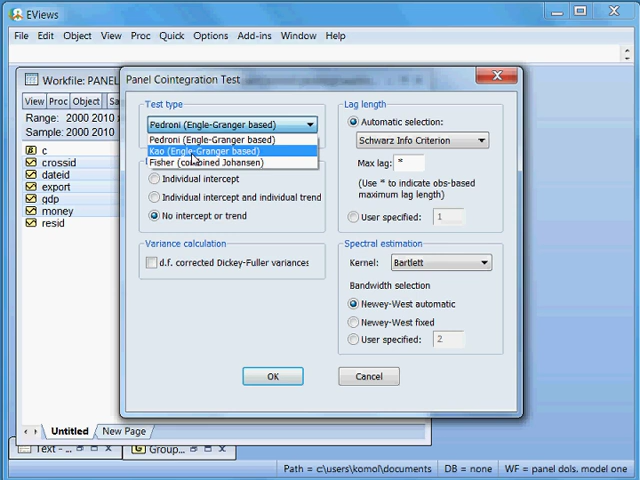 EViews
File Edit Object View Proc Quick Options Add-ins Window Help
Workfile: PANEL
View Proc Object
Range: 2000 2010 x
Sample: 2000 2010
c
crossid
dateid
export
gdp
money
resid
Untitled New Page
Panel Cointegration Test
Test type
Pedroni (Engle-Granger based)
Pedroni (Engle-Granger based)
Kao (Engle-Granger based)
Fisher (combined Johansen)
Individual intercept
Individual intercept and individual trend
No intercept or trend
Variance calculation
d.f. corrected Dickey-Fuller variances
Lag length
Automatic selection:
Schwarz Info Criterion
Max lag: *
(Use * to indicate obs-based
maximum lag length)
User specified: 1
Spectral estimation
Kernel: Bartlett
Bandwidth selection
Newey-West automatic
Newey-West fixed
User specified: 2
OK Cancel
Text - ... Group...
Path = c:\users\komol\documents DB = none WF = panel dols, model one